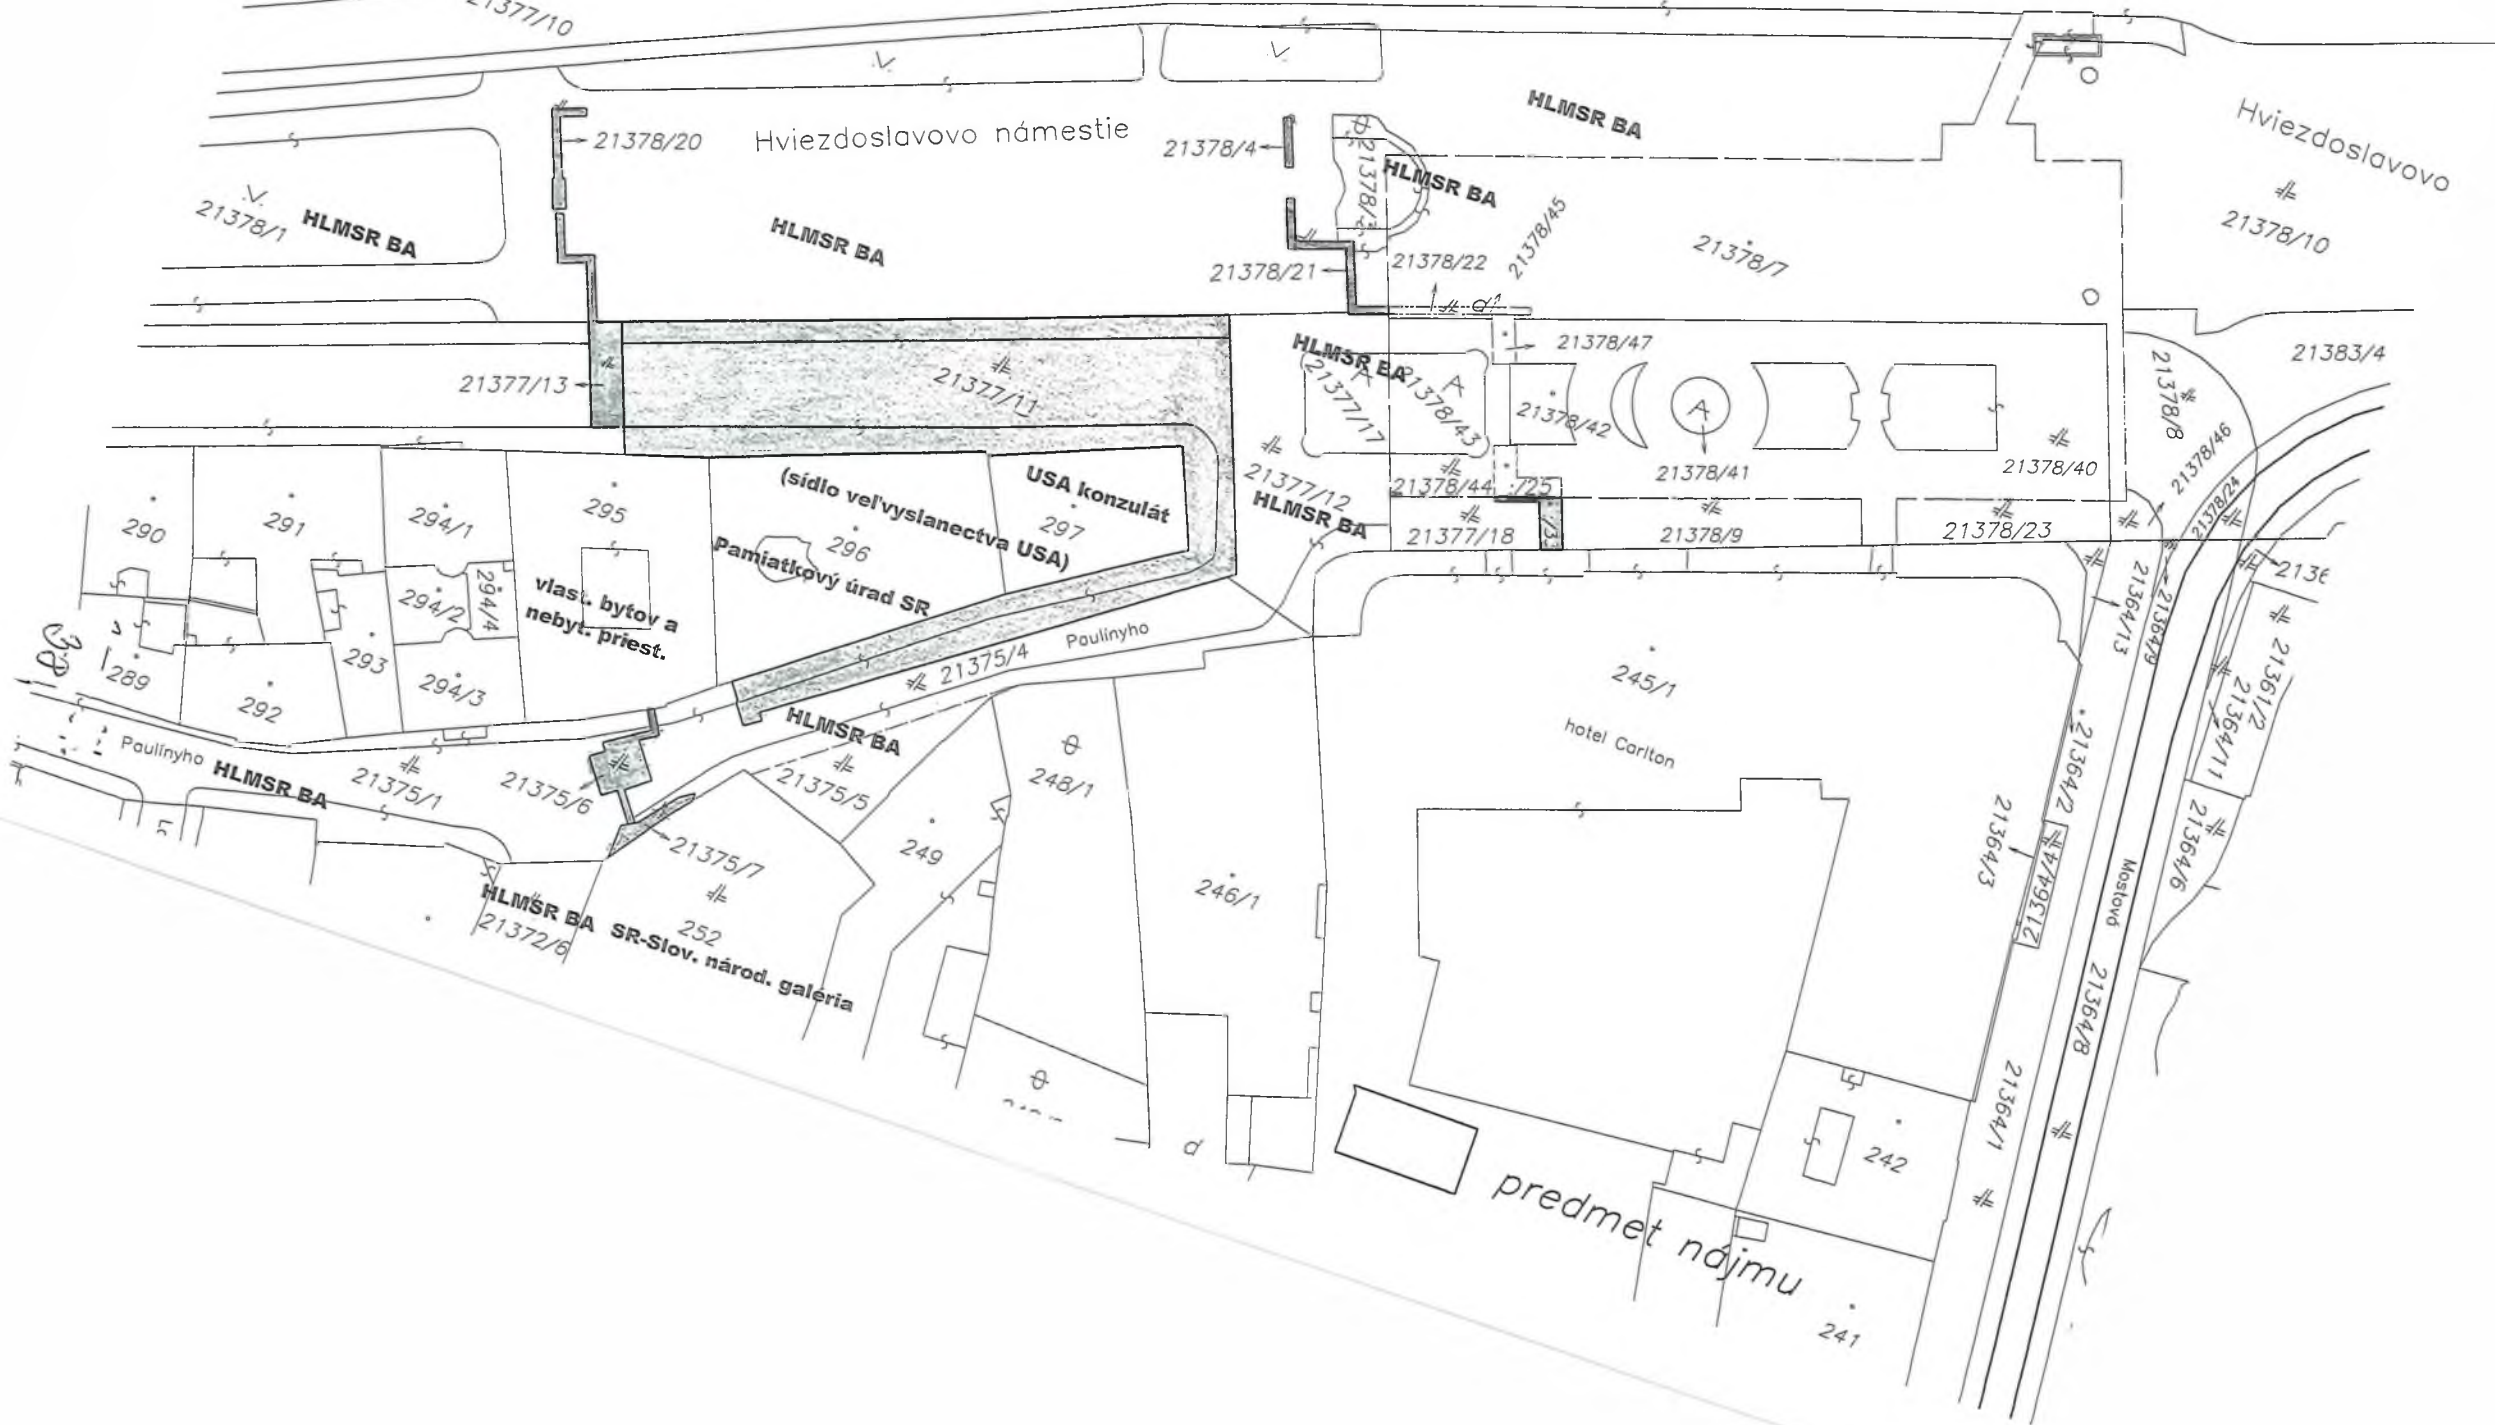 21377/10
HLMSR BA
Hviezdoslavovo
21378/20
Hviezdoslavovo námestie
21378/4
21378/3
HLMSR BA
21378/1
HLMSR BA
HLMSR BA
21378/45
21378/10
21378/21
21378/22
21378/7
21377/13
21377/11
HLMSR BA
21378/47
21383/4
21377/17
21378/43
21378/42
21378/41
21378/40
21378/8
21378/46
21378/24
21377/12
HLMSR BA
21378/44
/25
/33
21377/18
21378/9
21378/23
290
291
294/1
295
(sídlo veľvyslanectva USA)
296
Pamiatkový úrad SR
USA konzulát
297
vlast. bytov a
nebyt. priest.
294/2
294/4
289
292
293
294/3
Paulínyho
21375/4
245/1
hotel Carlton
21364/13
21364/9
2136
21361/2
21364/11
Paulínyho
HLMSR BA
21375/1
21375/6
HLMSR BA
21375/5
248/1
249
246/1
21375/7
252
HLMSR BA
21372/6
SR-Slov. národ. galéria
21364/2
21364/3
21364/4
21364/6
Mostová
21364/8
21364/1
242
predmet nájmu
241